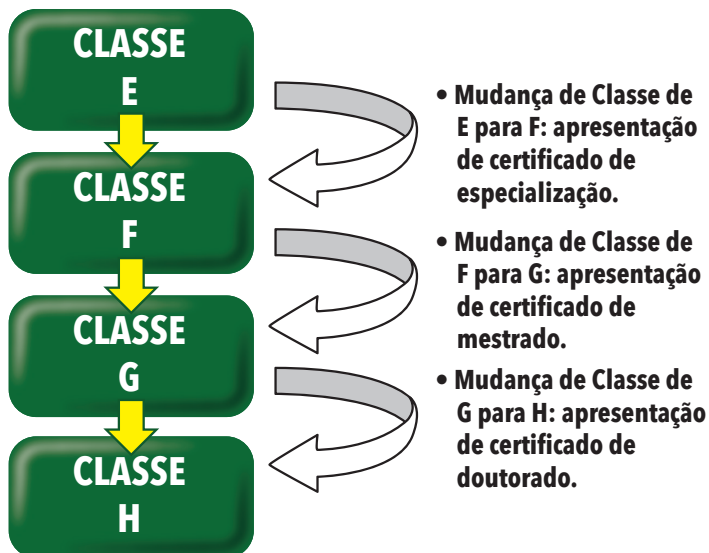 CLASSE
E
CLASSE
F
CLASSE
G
CLASSE
H
• Mudança de Classe de
E para F: apresentação
de certificado de
especialização.
• Mudança de Classe de
F para G: apresentação
de certificado de
mestrado.
• Mudança de Classe de
G para H: apresentação
de certificado de
doutorado.